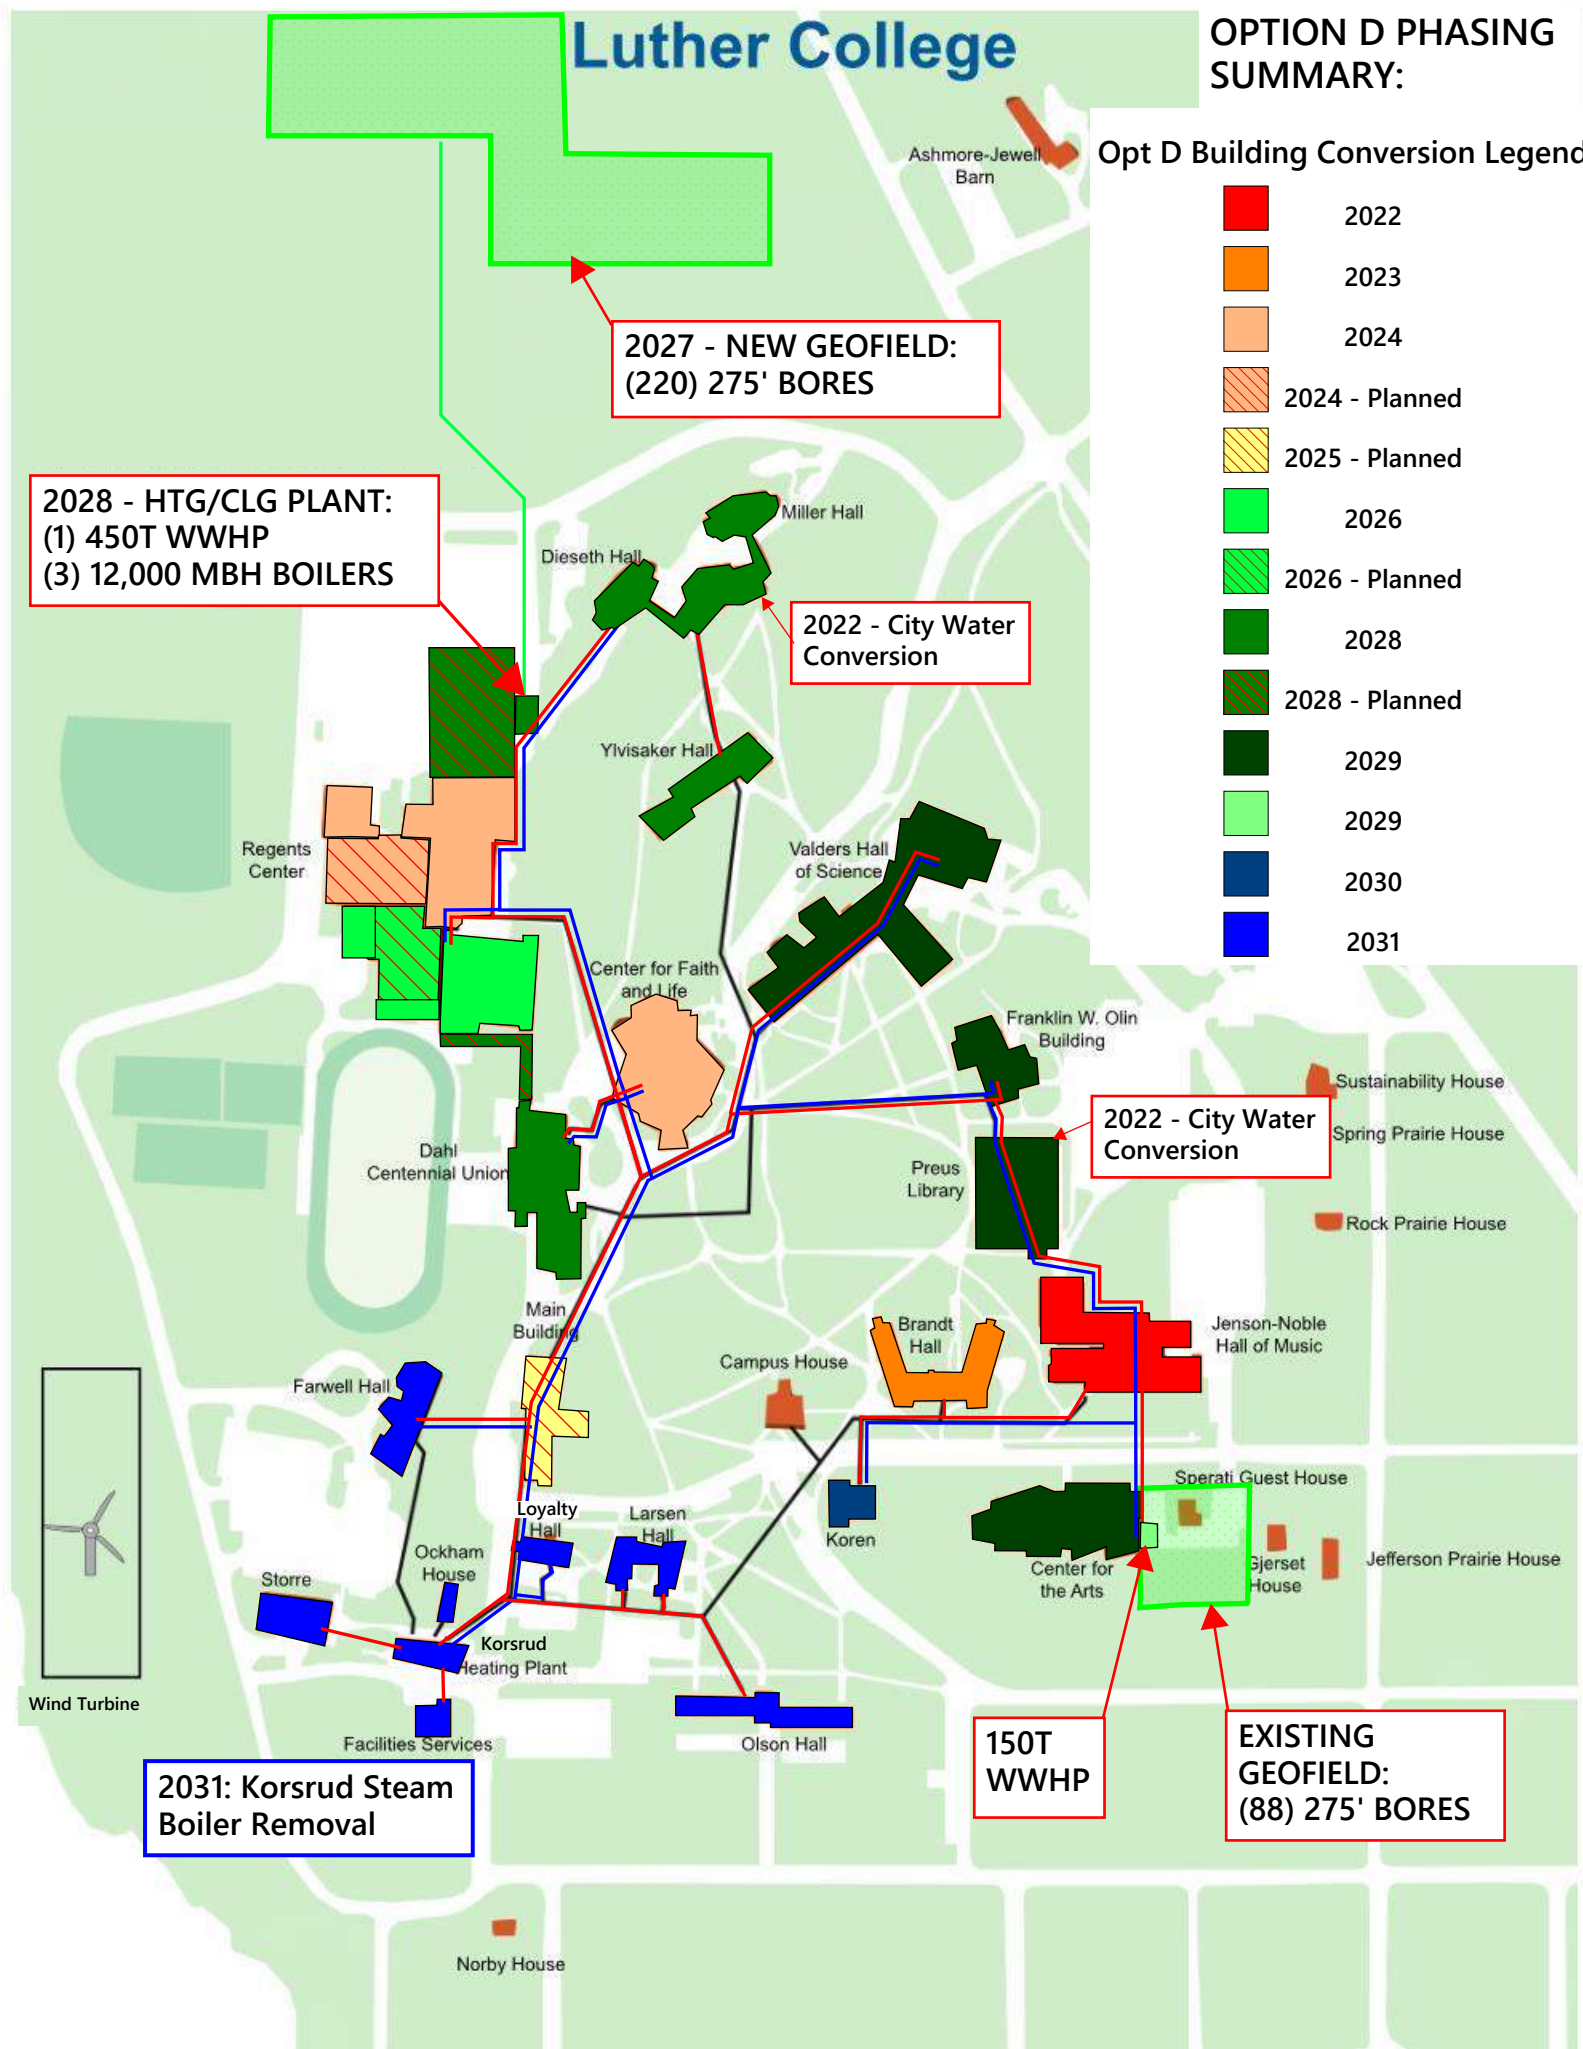 Luther College
OPTION D PHASING
SUMMARY:
Opt D Building Conversion Legend
2022
2023
2024
2024 - Planned
2025 - Planned
2026
2026 - Planned
2028
2028 - Planned
2029
2029
2030
2031
Ashmore-Jewell
Barn
2027 - NEW GEOFIELD:
(220) 275' BORES
2028 - HTG/CLG PLANT:
(1) 450T WWHP
(3) 12,000 MBH BOILERS
Miller Hall
Dieseth Hall
2022 - City Water
Conversion
Ylvisaker Hall
Regents
Center
Valders Hall
of Science
Center for Faith
and Life
Franklin W. Olin
Building
Sustainability House
2022 - City Water
Conversion
Spring Prairie House
Dahl
Centennial Union
Preus
Library
Rock Prairie House
Main
Building
Brandt
Hall
Jenson-Noble
Hall of Music
Campus House
Farwell Hall
Sperati Guest House
Loyalty
Hall
Larsen
Hall
Koren
Ockham
House
Storre
Center for
the Arts
Gjerset
House
Jefferson Prairie House
Korsrud
Heating Plant
Wind Turbine
Facilities Services
Olson Hall
150T
WWHP
EXISTING
GEOFIELD:
(88) 275' BORES
2031: Korsrud Steam
Boiler Removal
Norby House